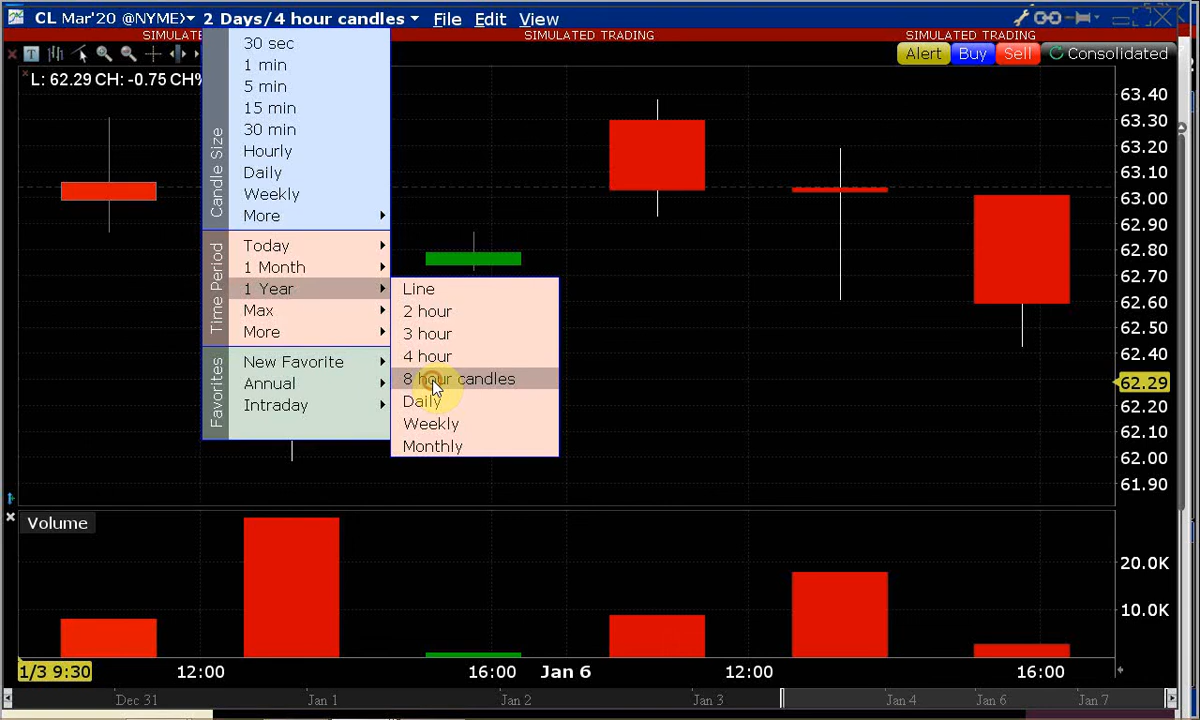 CL Mar'20 @NYME) 2 Days/4 hour candles File Edit View
SIMULATE SIMULATED TRADING SIMULATED TRADING
T Alert Buy Sell Consolidated
L: 62.29 CH: -0.75 CH%
Candle Size
30 sec
1 min
5 min
15 min
30 min
Hourly
Daily
Weekly
More
Time Period
Today
1 Month
1 Year
Max
More
Favorites
New Favorite
Annual
Intraday
Line
2 hour
3 hour
4 hour
8 hour candles
Daily
Weekly
Monthly
63.40
63.30
63.20
63.10
63.00
62.90
62.80
62.70
62.60
62.50
62.40
62.29
62.20
62.10
62.00
61.90
Volume
20.0K
10.0K
1/3 9:30 12:00 16:00 Jan 6 12:00 16:00
Dec 31 Jan 1 Jan 2 Jan 3 Jan 4 Jan 6 Jan 7